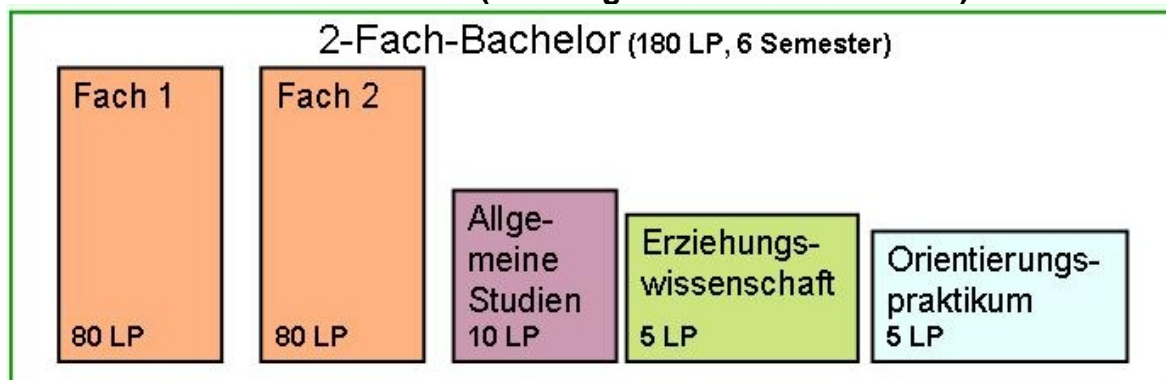 2-Fach-Bachelor (180 LP, 6 Semester)
Fach 1
80 LP
Fach 2
80 LP
Allge-
meine
Studien
10 LP
Erziehungs-
wissenschaft
5 LP
Orientierungs-
praktikum
5 LP